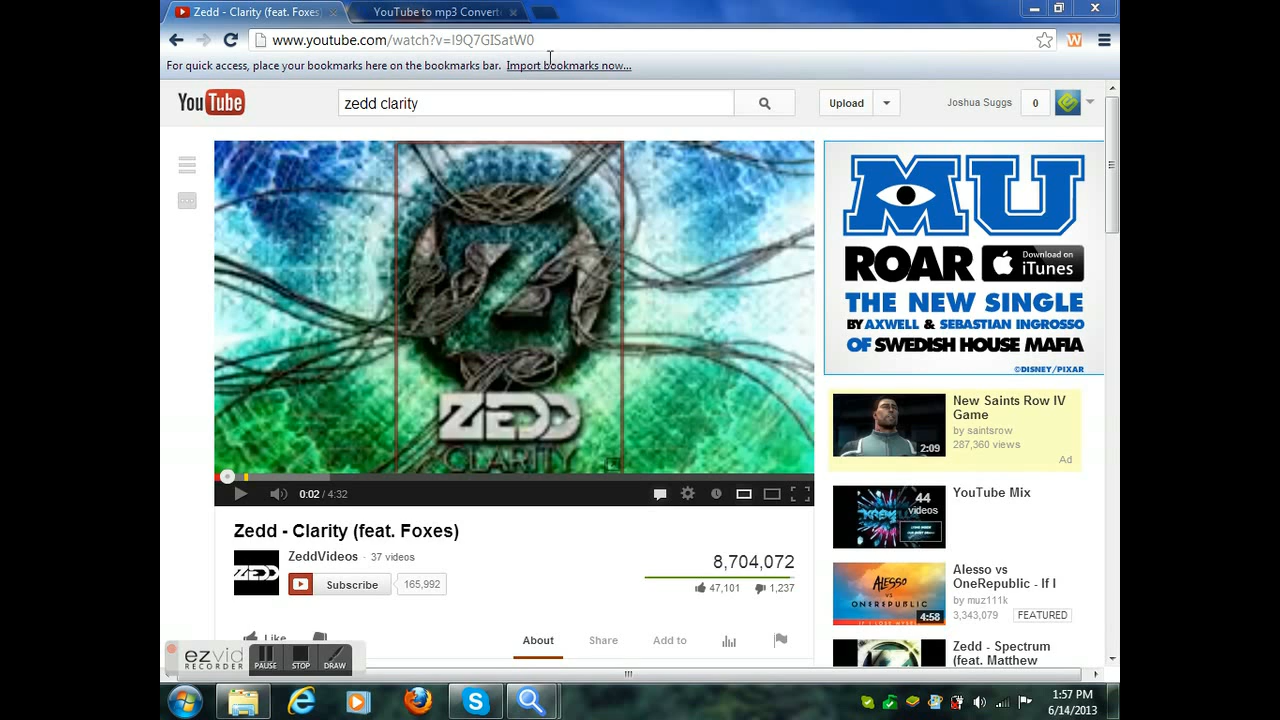 Zedd - Clarity (feat. Foxes)
YouTube to mp3 Convert
www.youtube.com/watch?v=I9Q7GISatW0
For quick access, place your bookmarks here on the bookmarks bar. Import bookmarks now...
YouTube
zedd clarity
Upload
Joshua Suggs
0
ZEDD
CLARITY
0:02 / 4:32
MU
ROAR
Download on iTunes
THE NEW SINGLE
BY AXWELL & SEBASTIAN INGROSSO
OF SWEDISH HOUSE MAFIA
©DISNEY/PIXAR
New Saints Row IV
Game
by saintsrow
287,360 views
2:09
Ad
44
videos
YouTube Mix
Alesso vs
OneRepublic - If I
by muz111k
3,343,079 FEATURED
ALESSO
VS
ONEREPUBLIC
4:58
Zedd - Spectrum
(feat. Matthew
Zedd - Clarity (feat. Foxes)
ZEDD
ZeddVideos · 37 videos
Subscribe 165,992
8,704,072
47,101 1,237
Like
About Share Add to
ezvid
RECORDER
PAUSE STOP DRAW
1:57 PM
6/14/2013